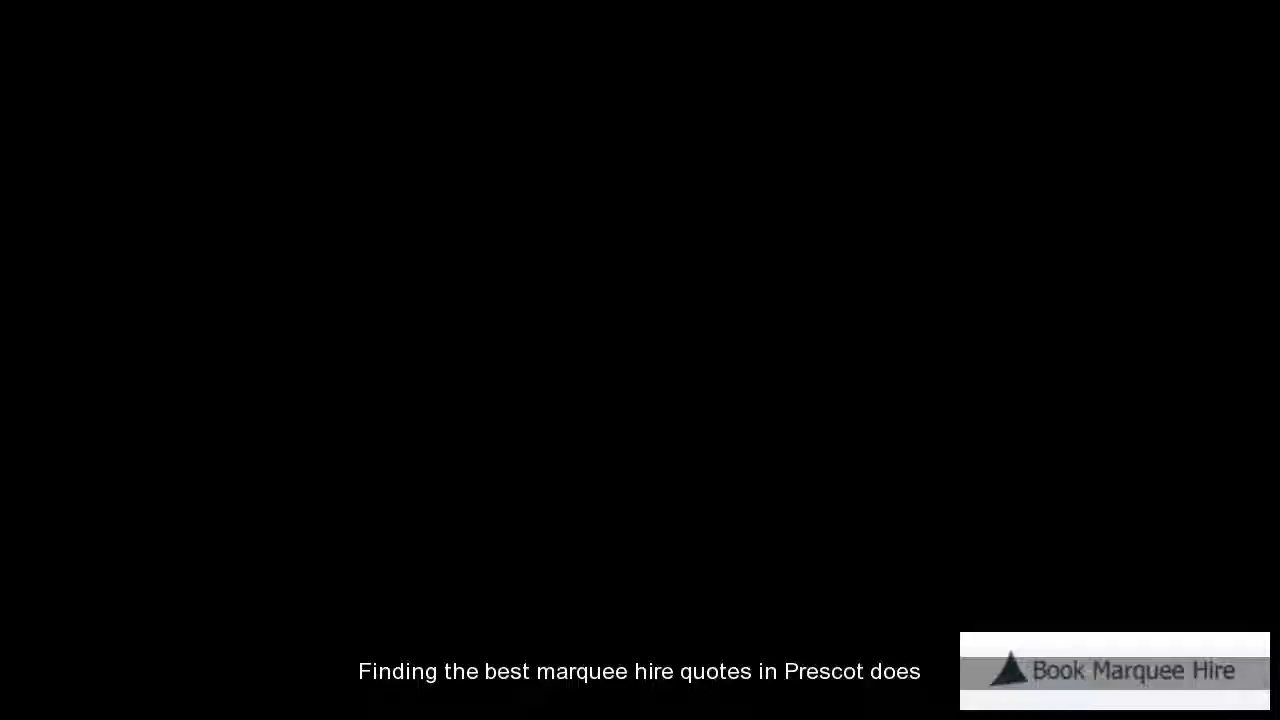 Finding the best marquee hire quotes in Prescot does
Book Marquee Hire